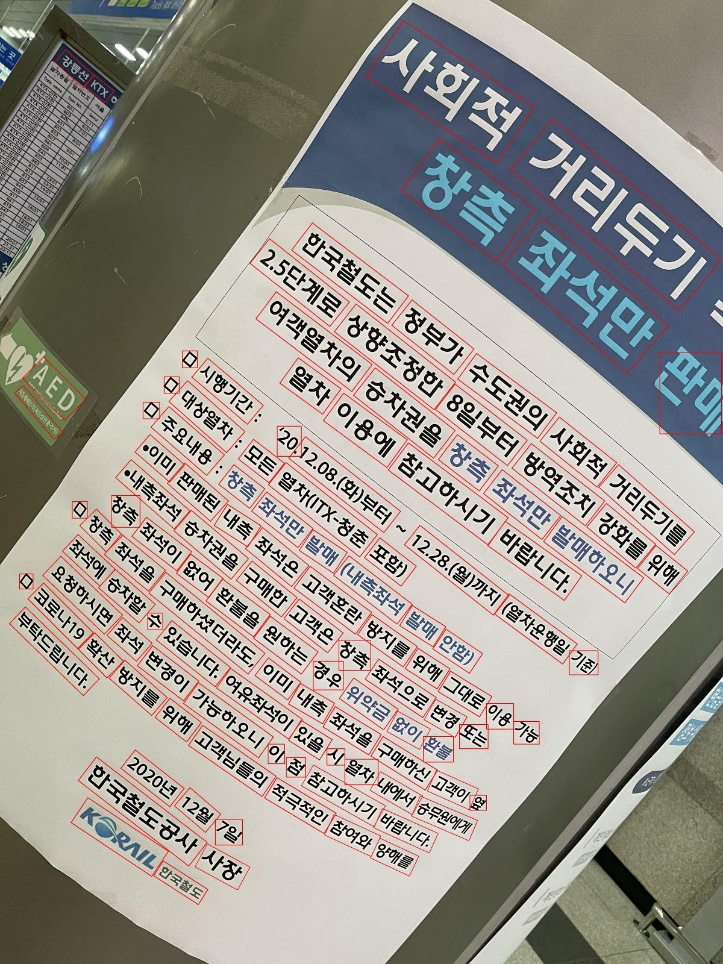 강릉선 KTX
AED
사회적 거리두기
창측 좌석만 판매
한국철도는 정부가 수도권의 사회적 거리두기를
2.5단계로 상향조정한 8일부터 방역조치 강화를 위해
여객열차의 승차권을 창측 좌석만 발매하오니
열차 이용에 참고하시기 바랍니다.
◇ 시행기간 : '20.12.08.(화)부터 ~ 12.28.(월)까지 (열차운행일 기준
◇ 대상열차 : 모든 열차(ITX-청춘 포함)
◇ 주요내용 : 창측 좌석만 발매 (내측좌석 발매 안함)
•이미 판매된 내측 좌석은 고객혼란 방지를 위해 그대로 이용 가능
•내측좌석 승차권을 구매한 고객은 창측 좌석으로 변경 또는
창측 좌석이 없어 환불을 원하는 경우 위약금 없이 환불
◇ 창측 좌석을 구매하셨더라도, 이미 내측 좌석을 구매하신 고객이 옆
좌석에 승차할 수 있습니다. 여유좌석이 있을 시 열차 내에서 승무원에게
요청하시면 좌석 변경이 가능하오니 이 점 참고하시기 바랍니다.
◇ 코로나19 확산 방지를 위해 고객님들의 적극적인 참여와 양해를
부탁드립니다.
2020년 12월 7일
한국철도공사 사장
KORAIL 한국철도